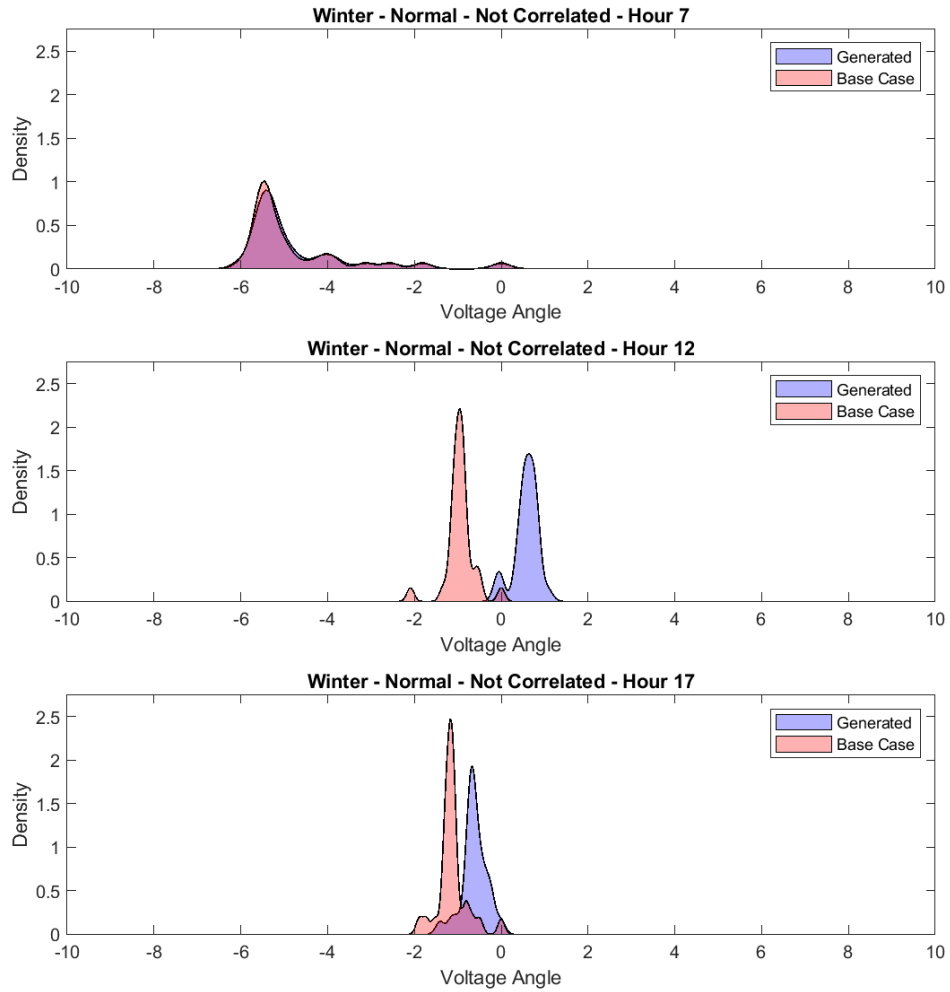 Winter - Normal - Not Correlated - Hour 7
2.5
2
1.5
1
0.5
0
Density
Generated
Base Case
-10 -8 -6 -4 -2 0 2 4 6 8 10
Voltage Angle
Winter - Normal - Not Correlated - Hour 12
2.5
2
1.5
1
0.5
0
Density
Generated
Base Case
-10 -8 -6 -4 -2 0 2 4 6 8 10
Voltage Angle
Winter - Normal - Not Correlated - Hour 17
2.5
2
1.5
1
0.5
0
Density
Generated
Base Case
-10 -8 -6 -4 -2 0 2 4 6 8 10
Voltage Angle